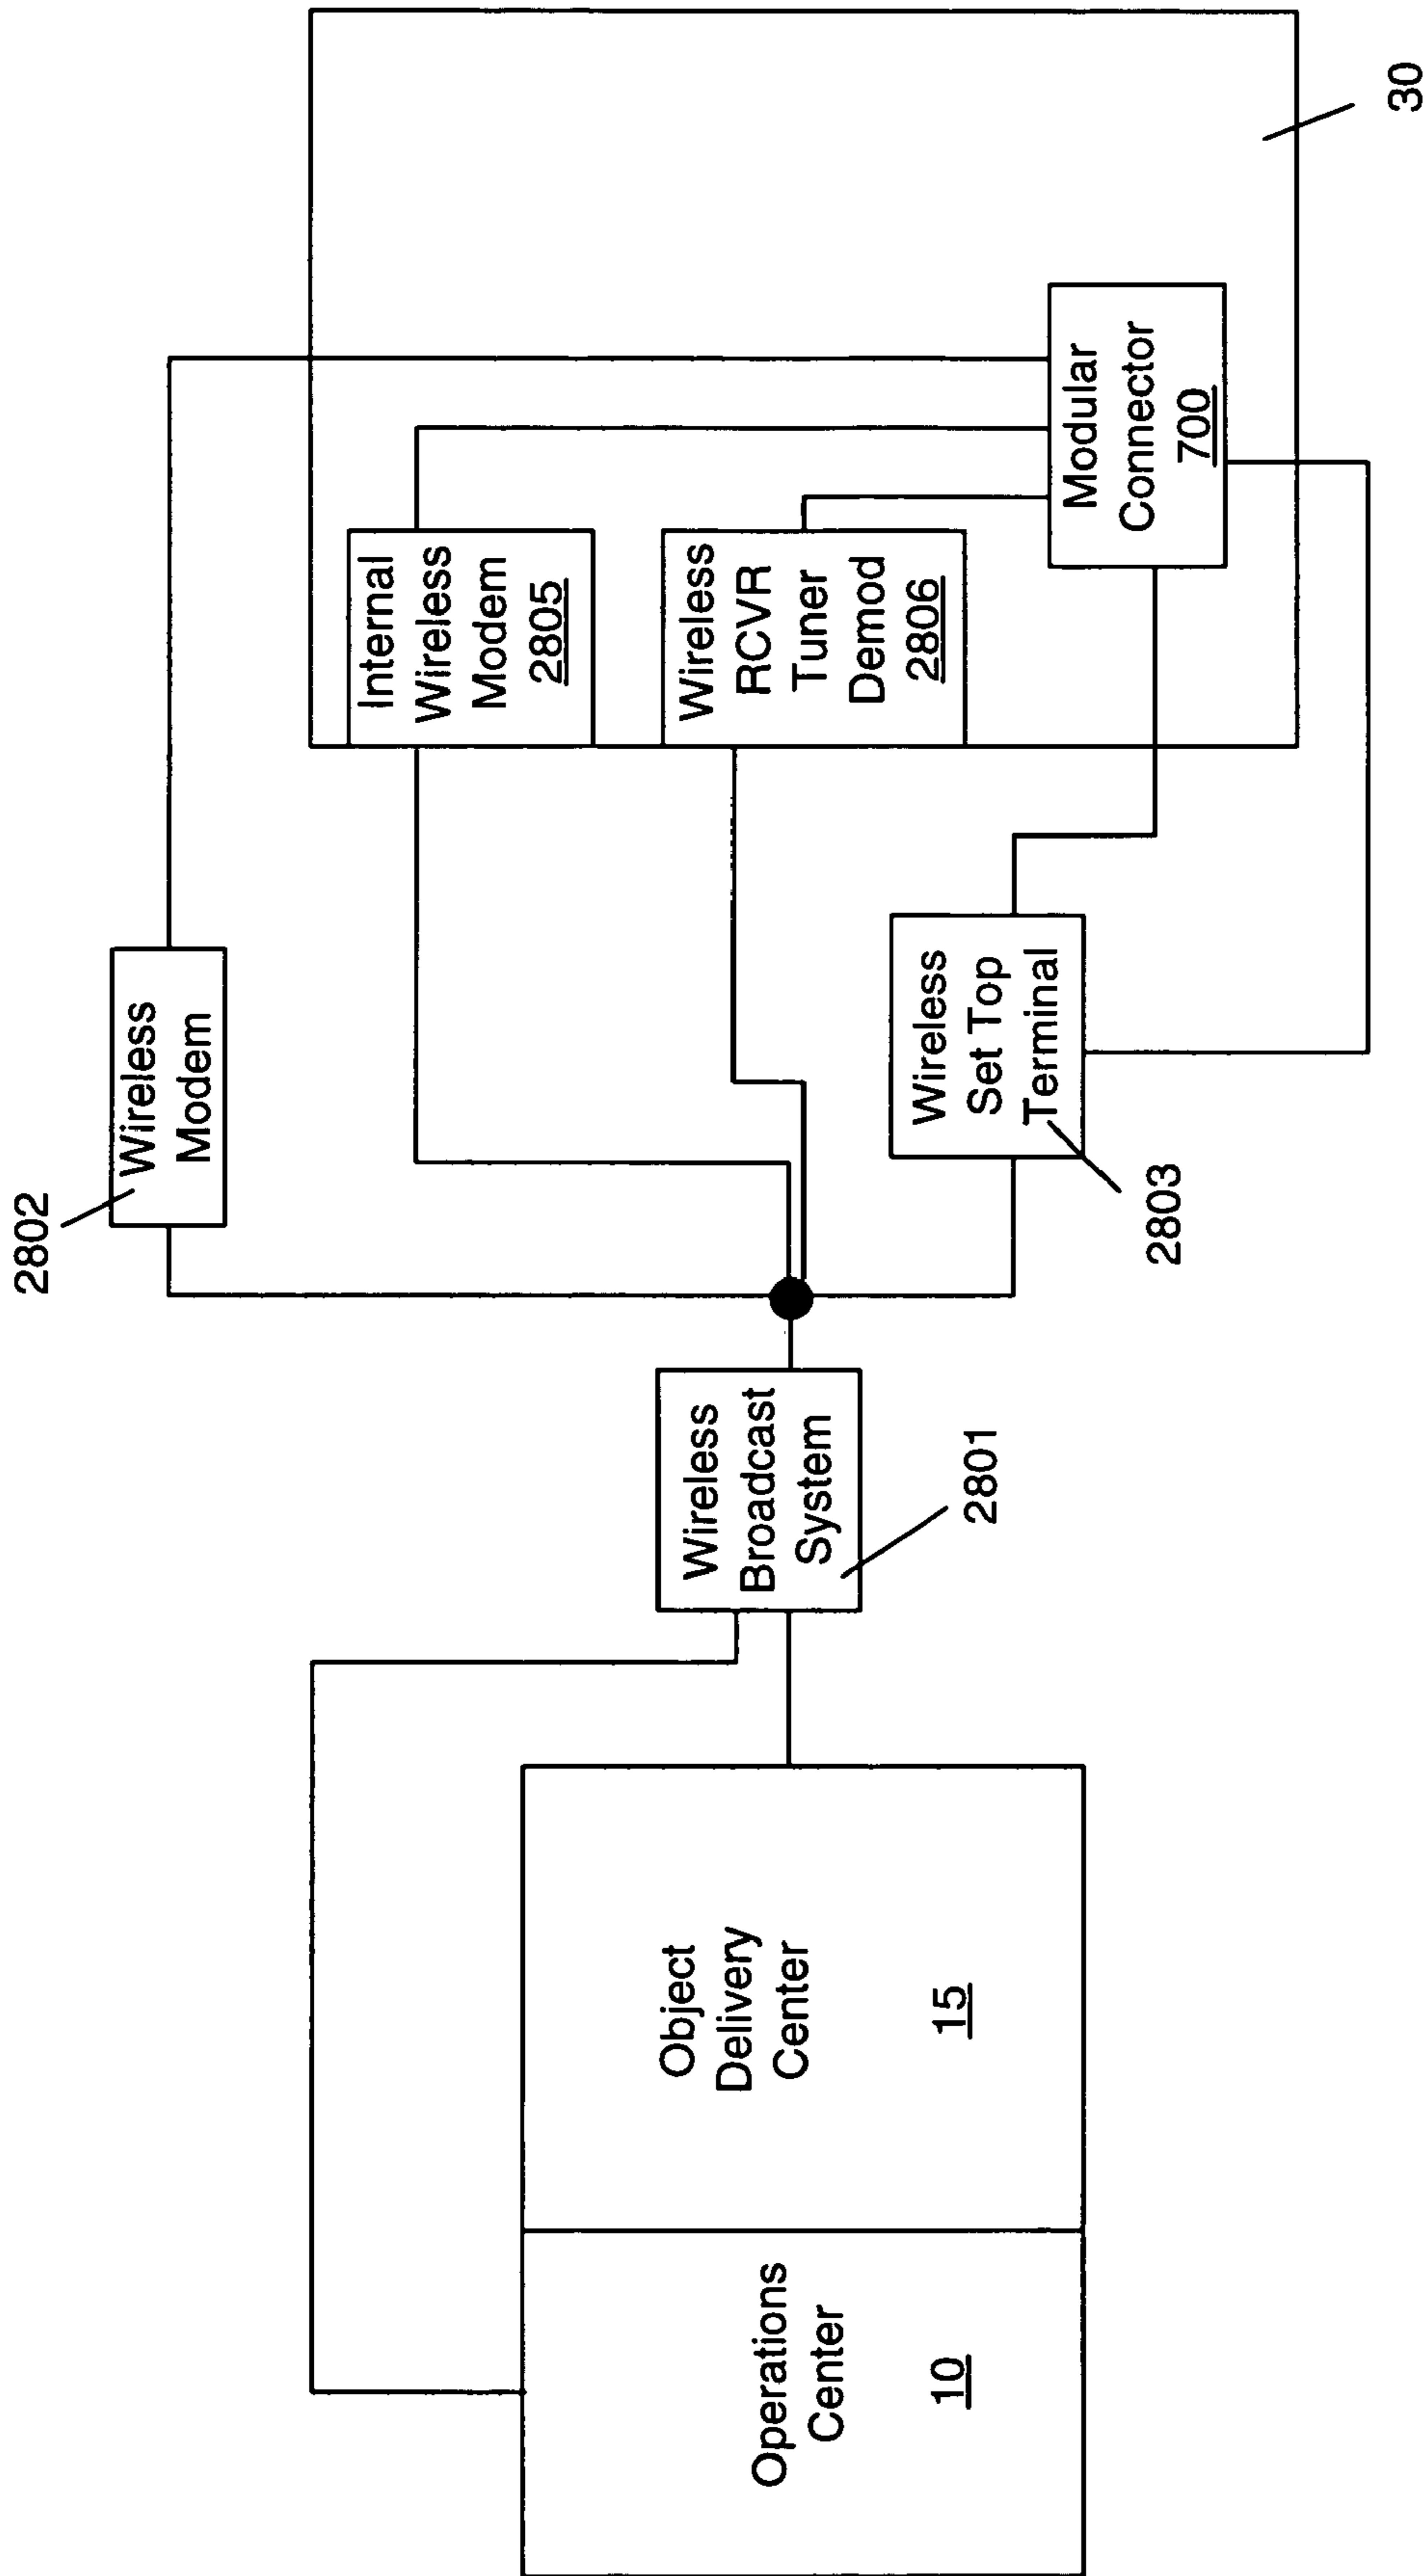 Operations
Center
10
Object
Delivery
Center
15
Wireless
Broadcast
System
2801
2802
Wireless
Modem
Wireless
Set Top
Terminal
2803
Internal
Wireless
Modem
2805
Wireless
RCVR
Tuner
Demod
2806
Modular
Connector
700
30